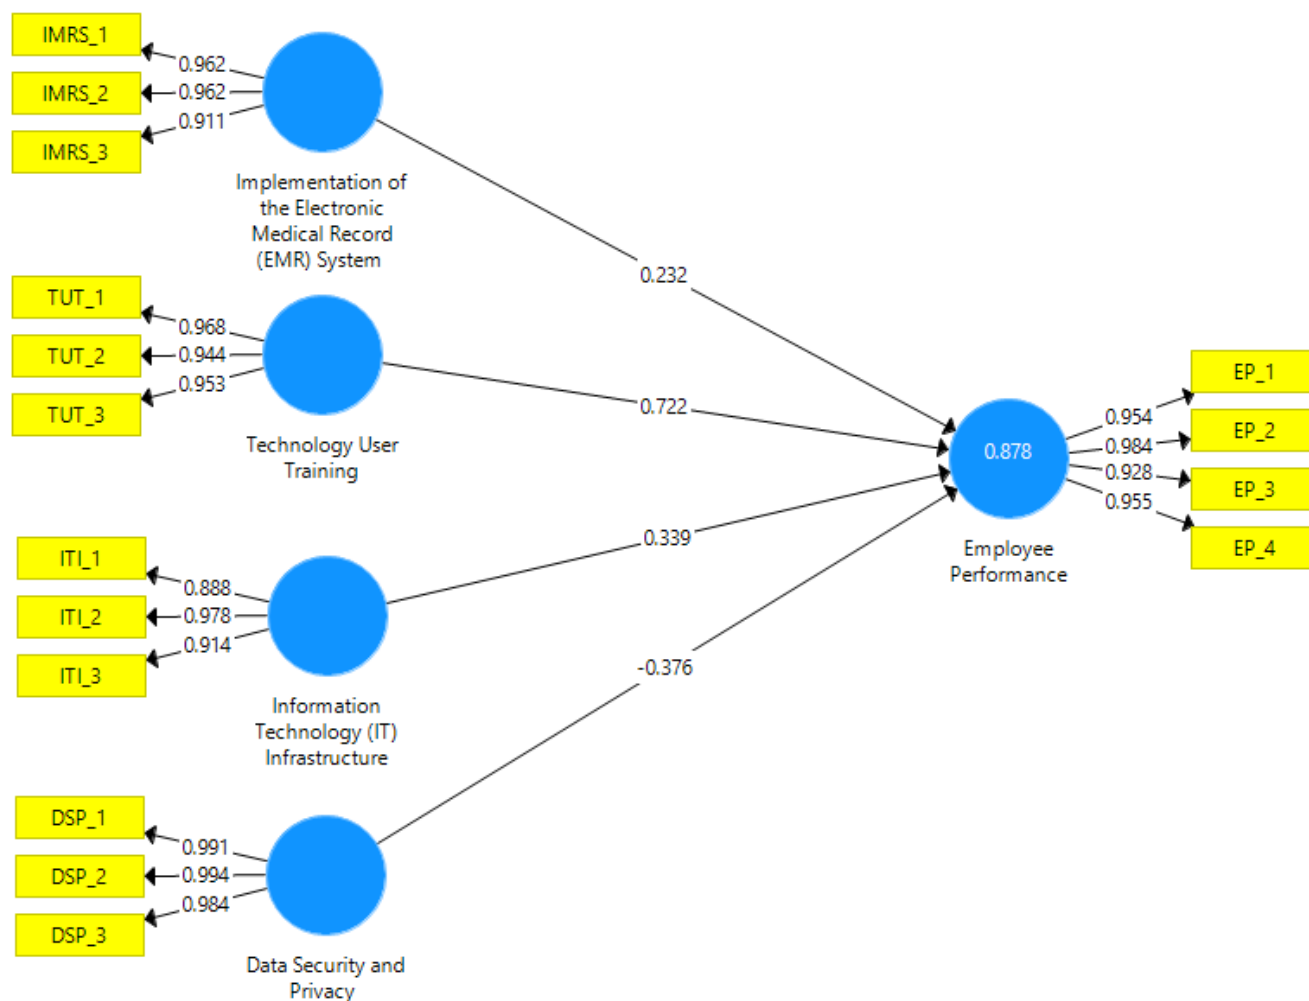 IMRS_1
IMRS_2
IMRS_3
0.962
0.962
0.911
Implementation of
the Electronic
Medical Record
(EMR) System
0.232
TUT_1
TUT_2
TUT_3
0.968
0.944
0.953
Technology User
Training
0.722
ITI_1
ITI_2
ITI_3
0.888
0.978
0.914
Information
Technology (IT)
Infrastructure
0.339
DSP_1
DSP_2
DSP_3
0.991
0.994
0.984
Data Security and
Privacy
-0.376
0.878
Employee
Performance
0.954
0.984
0.928
0.955
EP_1
EP_2
EP_3
EP_4